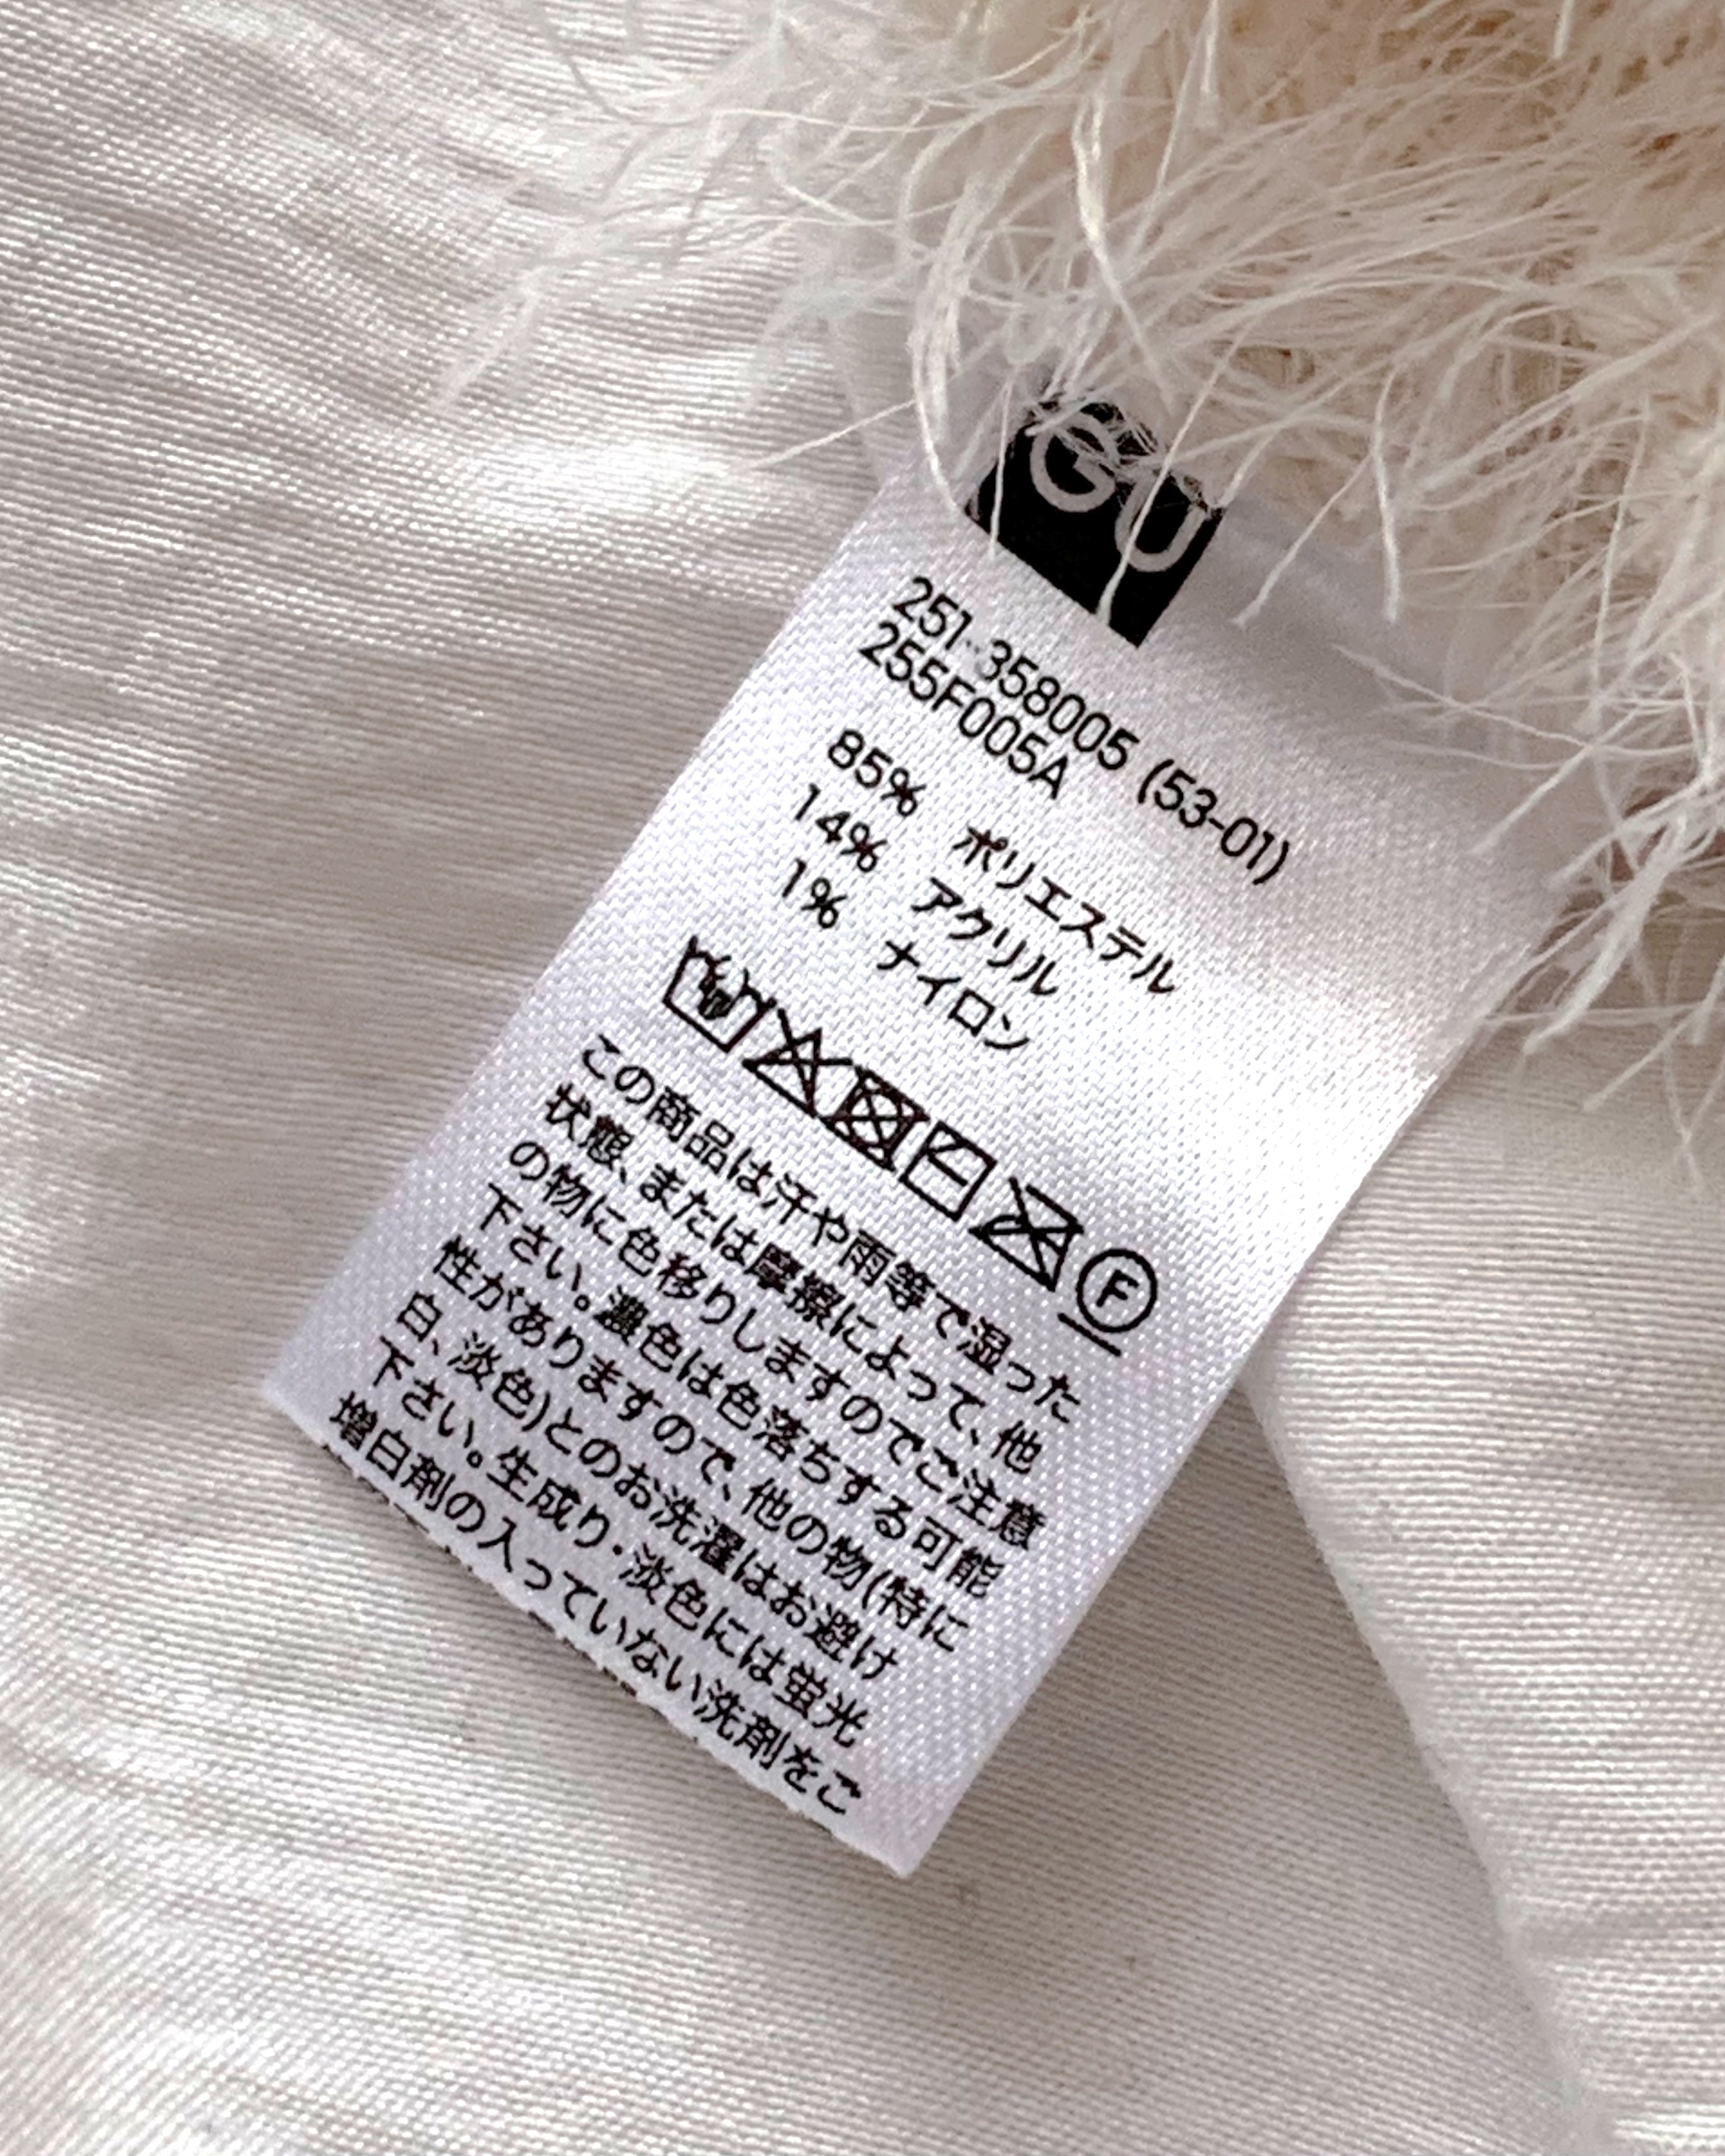 GU
251-358005 (53-01)
255F005A
85% ポリエステル
14% アクリル
1% ナイロン
F
この商品は汗や雨等で湿った
状態、または摩擦によって、他
の物に色移りしますのでご注意
下さい。濃色は色落ちする可能
性がありますので、他の物(特に
白、淡色)とのお洗濯はお避け
下さい。生成り・淡色には蛍光
増白剤の入っていない洗剤をご